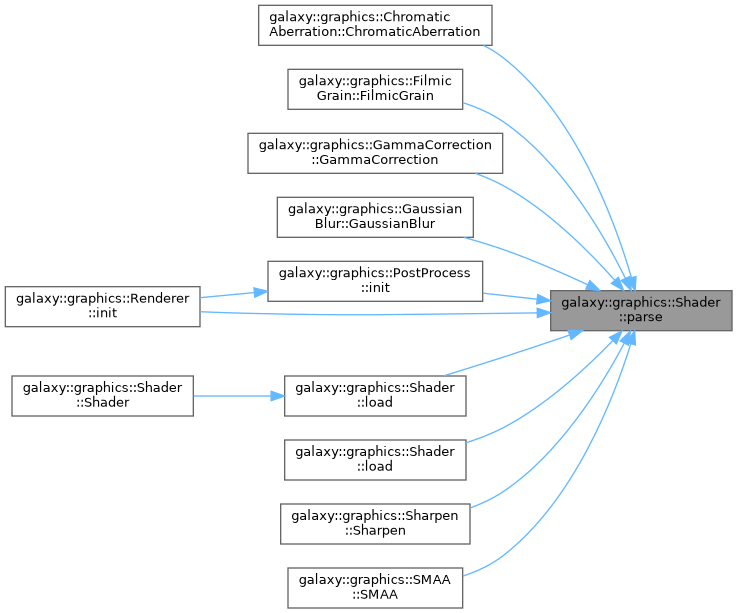 galaxy::graphics::Chromatic
Aberration::ChromaticAberration
galaxy::graphics::Filmic
Grain::FilmicGrain
galaxy::graphics::GammaCorrection
::GammaCorrection
galaxy::graphics::Gaussian
Blur::GaussianBlur
galaxy::graphics::PostProcess
::init
galaxy::graphics::Renderer
::init
galaxy::graphics::Shader
::parse
galaxy::graphics::Shader
::Shader
galaxy::graphics::Shader
::load
galaxy::graphics::Shader
::load
galaxy::graphics::Sharpen
::Sharpen
galaxy::graphics::SMAA
::SMAA